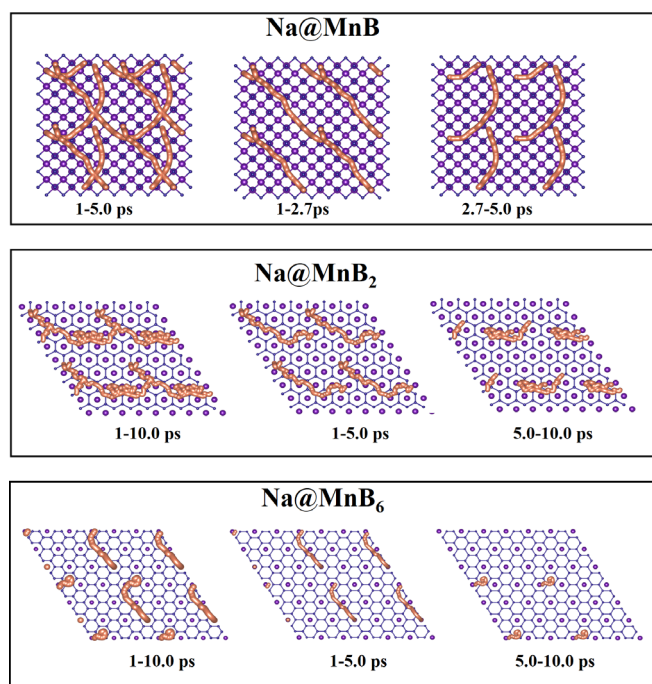 Na@MnB
1-5.0 ps
1-2.7ps
2.7-5.0 ps
Na@MnB₂
1-10.0 ps
1-5.0 ps
5.0-10.0 ps
Na@MnB₆
1-10.0 ps
1-5.0 ps
5.0-10.0 ps